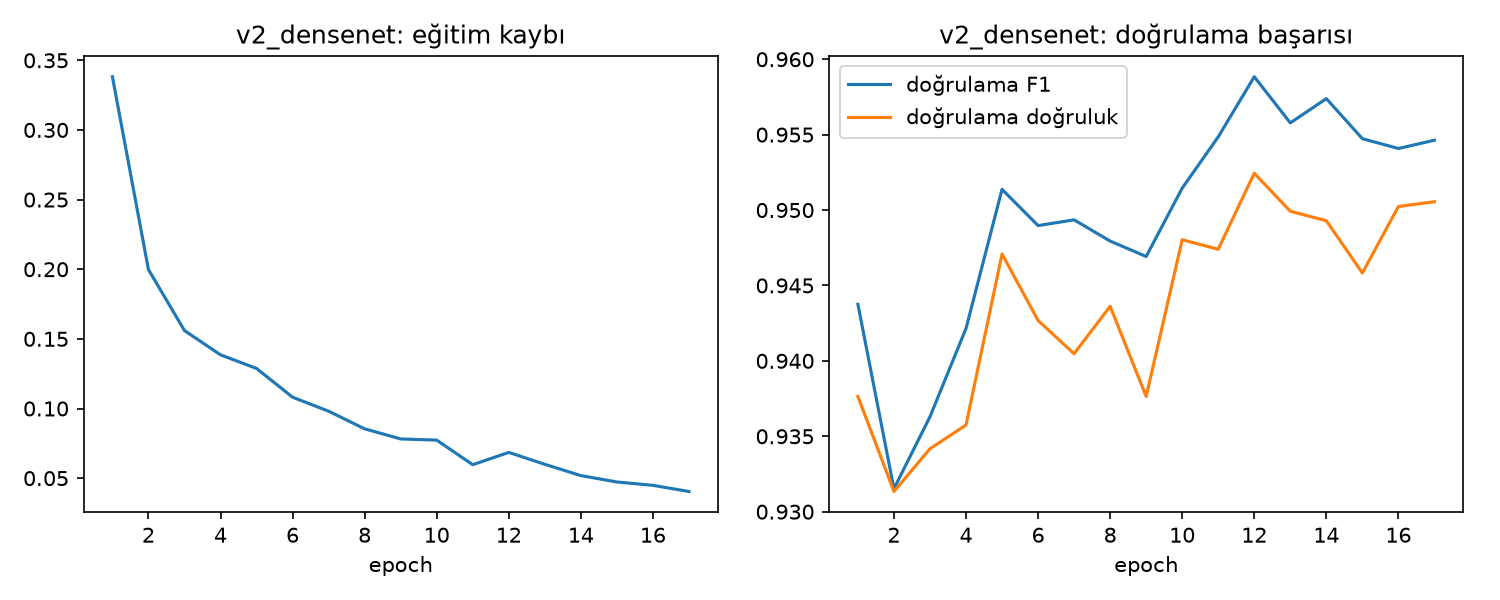 v2_densenet: eğitim kaybı
0.35
0.30
0.25
0.20
0.15
0.10
0.05
2 4 6 8 10 12 14 16
epoch
v2_densenet: doğrulama başarısı
doğrulama F1
doğrulama doğruluk
0.960
0.955
0.950
0.945
0.940
0.935
0.930
2 4 6 8 10 12 14 16
epoch